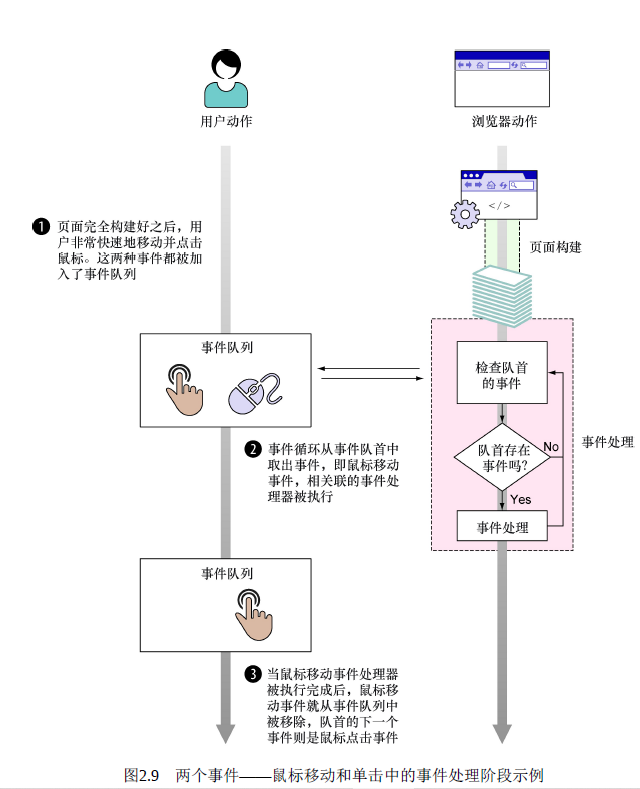 用户动作
浏览器动作
</>
1 页面完全构建好之后，用
户非常快速地移动并点击
鼠标。这两种事件都被加
入了事件队列
页面构建
事件队列
检查队首
的事件
队首存在
事件吗？
No
Yes
事件处理
事件处理
2 事件循环从事件队首中
取出事件，即鼠标移动
事件，相关联的事件处
理器被执行
事件队列
3 当鼠标移动事件处理器
被执行完成后，鼠标移
动事件就从事件队列中
被移除，队首的下一个
事件则是鼠标点击事件
图2.9 两个事件——鼠标移动和单击中的事件处理阶段示例